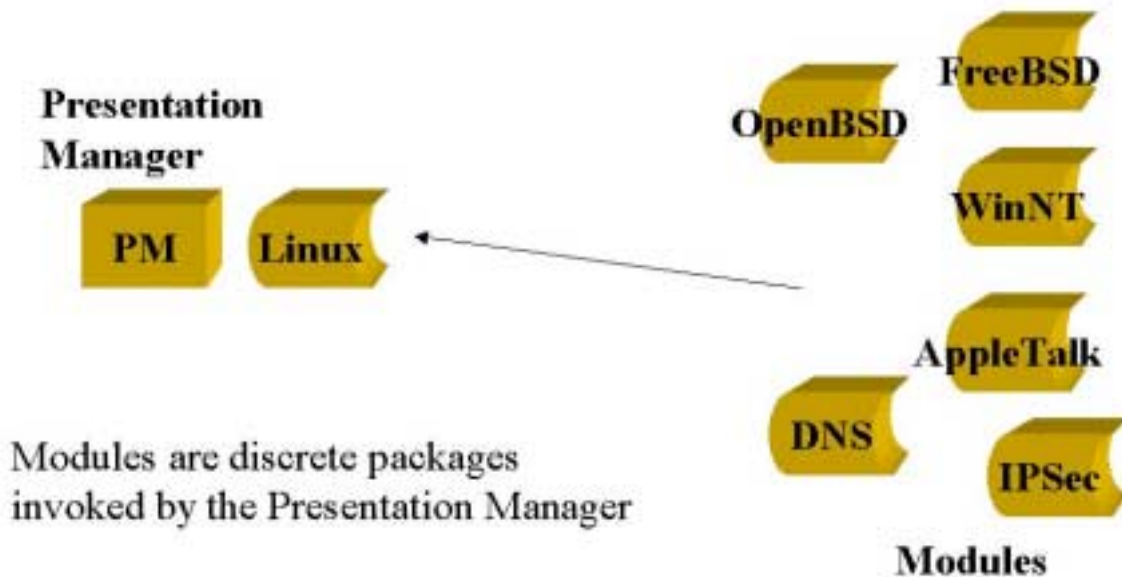 Presentation
Manager
PM
Linux
OpenBSD
FreeBSD
WinNT
AppleTalk
DNS
IPSec
Modules are discrete packages
invoked by the Presentation Manager
Modules